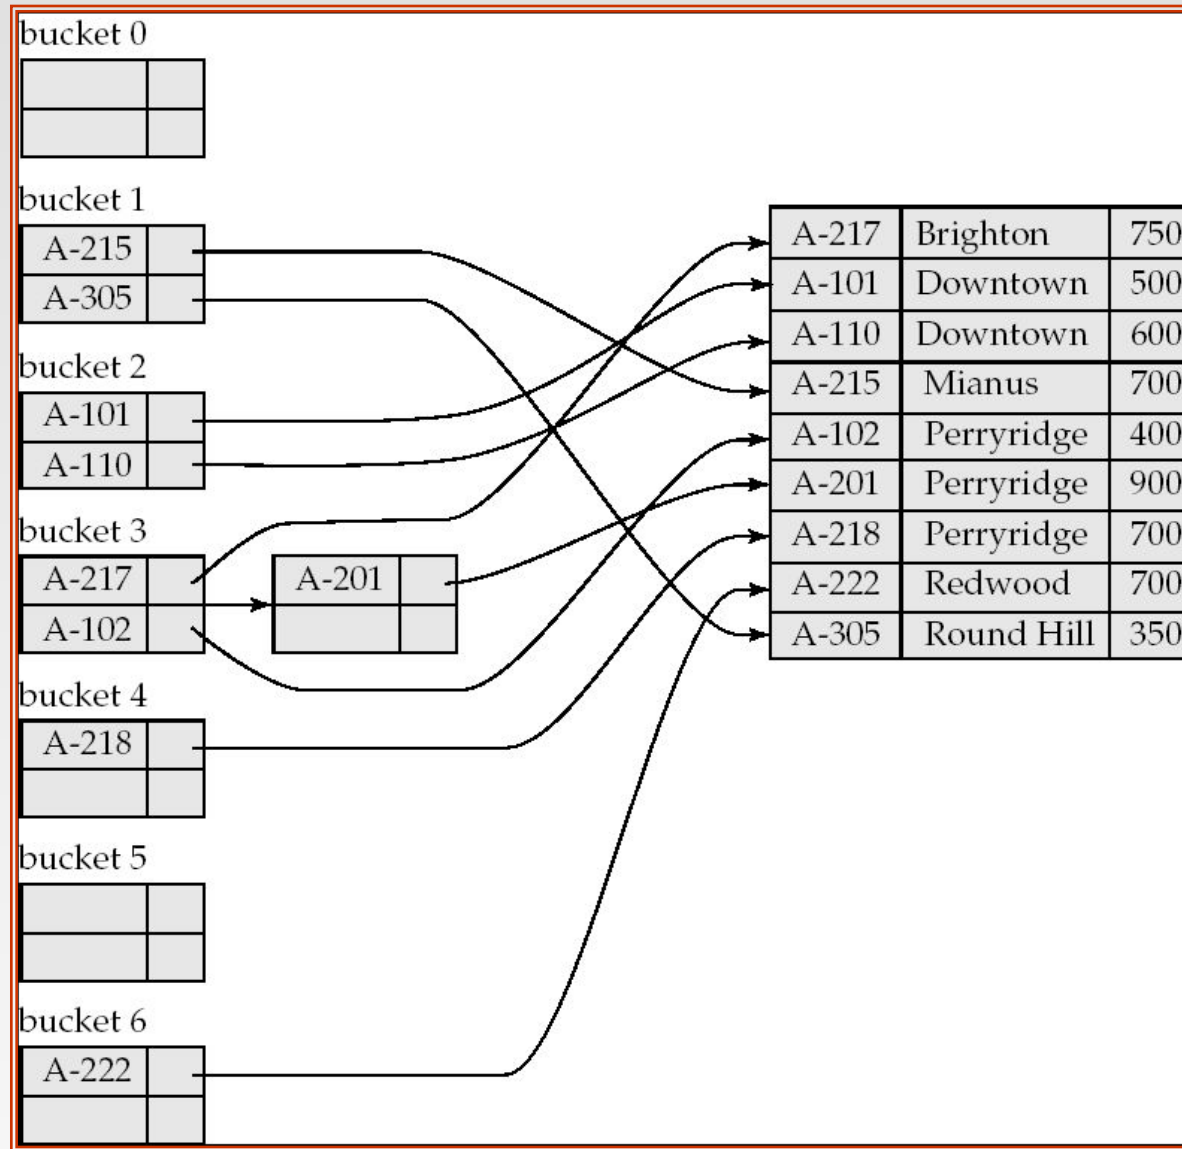 bucket 0
bucket 1
A-215
A-305
bucket 2
A-101
A-110
bucket 3
A-217
A-102
A-201
bucket 4
A-218
bucket 5
bucket 6
A-222
A-217 Brighton 750
A-101 Downtown 500
A-110 Downtown 600
A-215 Mianus 700
A-102 Perryridge 400
A-201 Perryridge 900
A-218 Perryridge 700
A-222 Redwood 700
A-305 Round Hill 350